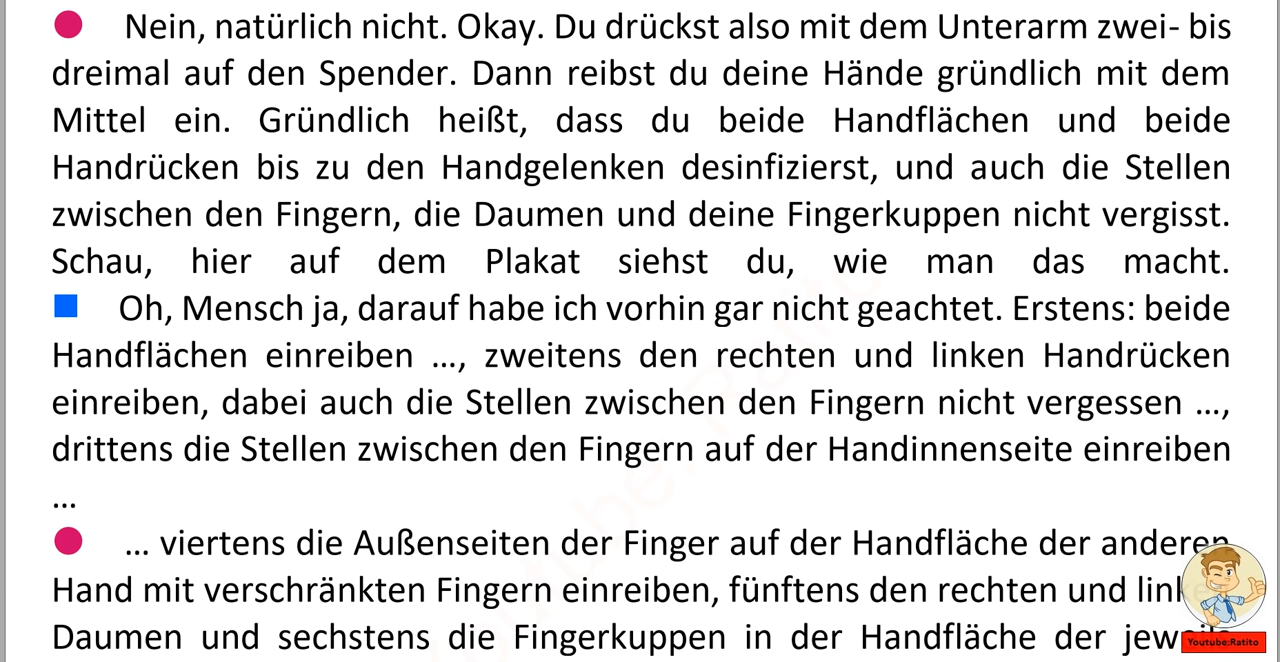 Nein, natürlich nicht. Okay. Du drückst also mit dem Unterarm zwei- bis
dreimal auf den Spender. Dann reibst du deine Hände gründlich mit dem
Mittel ein. Gründlich heißt, dass du beide Handflächen und beide
Handrücken bis zu den Handgelenken desinfizierst, und auch die Stellen
zwischen den Fingern, die Daumen und deine Fingerkuppen nicht vergisst.
Schau, hier auf dem Plakat siehst du, wie man das macht.
Oh, Mensch ja, darauf habe ich vorhin gar nicht geachtet. Erstens: beide
Handflächen einreiben ..., zweitens den rechten und linken Handrücken
einreiben, dabei auch die Stellen zwischen den Fingern nicht vergessen ...,
drittens die Stellen zwischen den Fingern auf der Handinnenseite einreiben
...
... viertens die Außenseiten der Finger auf der Handfläche der anderen
Hand mit verschränkten Fingern einreiben, fünftens den rechten und
Daumen und sechstens die Fingerkuppen in der Handfläche der
Youtube:Ratito